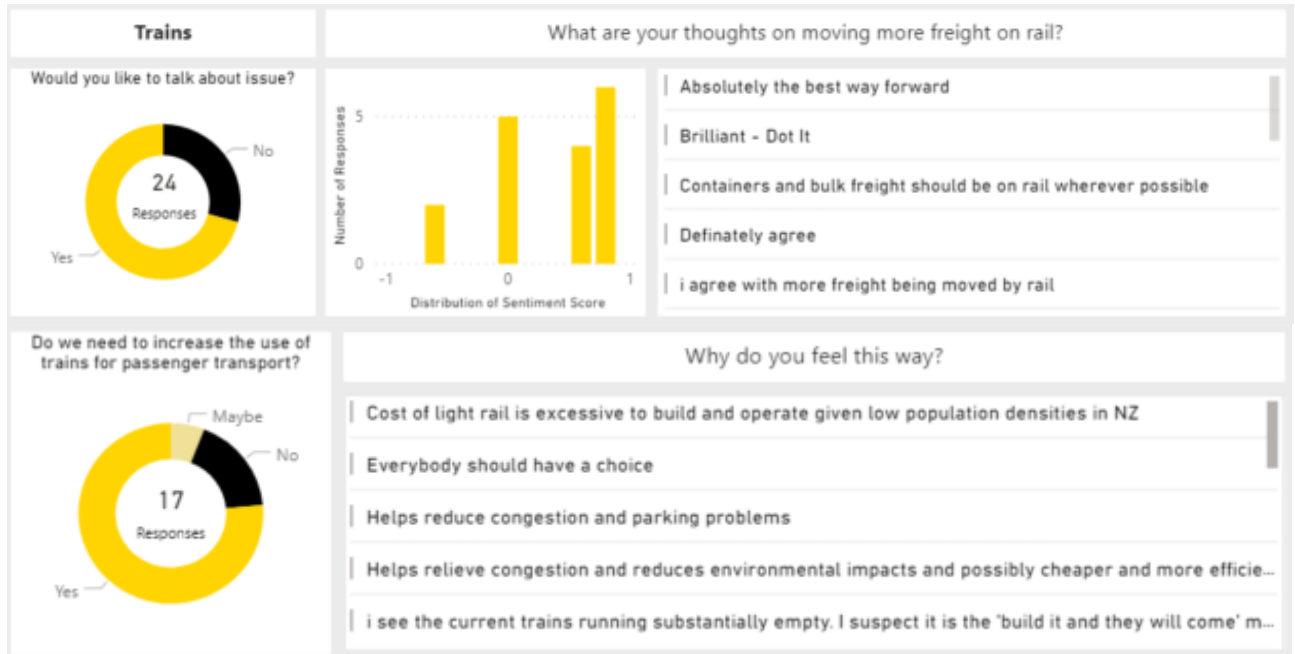 Trains
What are your thoughts on moving more freight on rail?
Would you like to talk about issue?
No
24
Responses
Yes
Number of Responses
5
0
-1
0
1
Distribution of Sentiment Score
Absolutely the best way forward
Brilliant - Dot It
Containers and bulk freight should be on rail wherever possible
Definately agree
i agree with more freight being moved by rail
Do we need to increase the use of
trains for passenger transport?
Maybe
No
17
Responses
Yes
Why do you feel this way?
Cost of light rail is excessive to build and operate given low population densities in NZ
Everybody should have a choice
Helps reduce congestion and parking problems
Helps relieve congestion and reduces environmental impacts and possibly cheaper and more efficie...
i see the current trains running substantially empty. I suspect it is the 'build it and they will come' m...